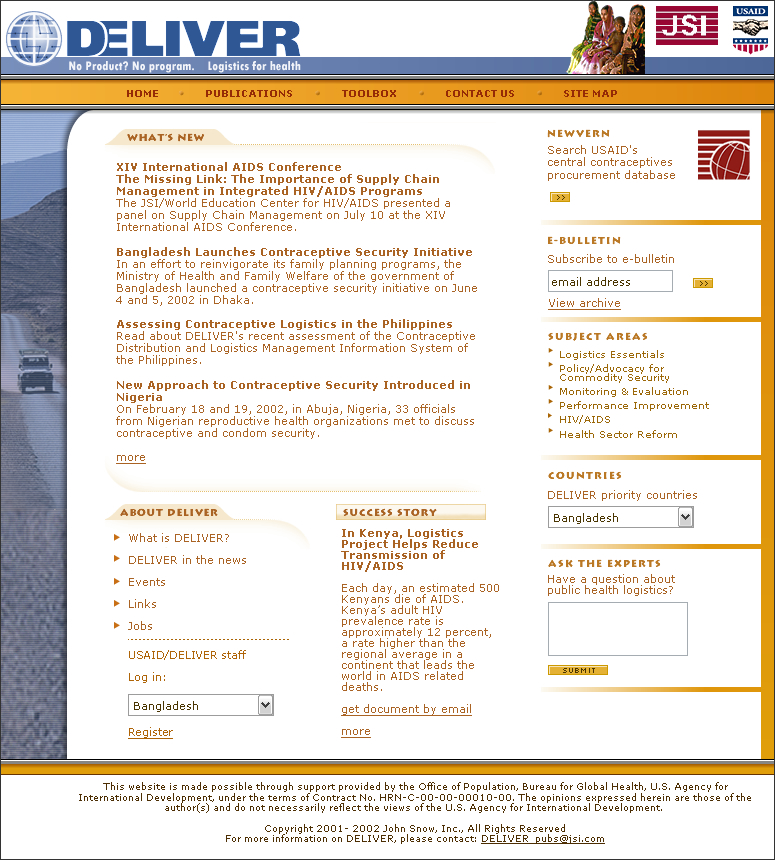 DELIVER
No Product? No program. Logistics for health
JSI
USAID
HOME
PUBLICATIONS
TOOLBOX
CONTACT US
SITE MAP
WHAT'S NEW
XIV International AIDS Conference
The Missing Link: The Importance of Supply Chain
Management in Integrated HIV/AIDS Programs
The JSI/World Education Center for HIV/AIDS presented a
panel on Supply Chain Management on July 10 at the XIV
International AIDS Conference.
Bangladesh Launches Contraceptive Security Initiative
In an effort to reinvigorate its family planning programs, the
Ministry of Health and Family Welfare of the government of
Bangladesh launched a contraceptive security initiative on June
4 and 5, 2002 in Dhaka.
Assessing Contraceptive Logistics in the Philippines
Read about DELIVER's recent assessment of the Contraceptive
Distribution and Logistics Management Information System of
the Philippines.
New Approach to Contraceptive Security Introduced in
Nigeria
On February 18 and 19, 2002, in Abuja, Nigeria, 33 officials
from Nigerian reproductive health organizations met to discuss
contraceptive and condom security.
more
ABOUT DELIVER
What is DELIVER?
DELIVER in the news
Events
Links
Jobs
USAID/DELIVER staff
Log in:
Bangladesh
Register
SUCCESS STORY
In Kenya, Logistics
Project Helps Reduce
Transmission of
HIV/AIDS
Each day, an estimated 500
Kenyans die of AIDS.
Kenya's adult HIV
prevalence rate is
approximately 12 percent,
a rate higher than the
regional average in a
continent that leads the
world in AIDS related
deaths.
get document by email
more
NEWVERN
Search USAID's
central contraceptives
procurement database
>>
E-BULLETIN
Subscribe to e-bulletin
email address
>>
View archive
SUBJECT AREAS
Logistics Essentials
Policy/Advocacy for
Commodity Security
Monitoring & Evaluation
Performance Improvement
HIV/AIDS
Health Sector Reform
COUNTRIES
DELIVER priority countries
Bangladesh
ASK THE EXPERTS
Have a question about
public health logistics?
SUBMIT
This website is made possible through support provided by the Office of Population, Bureau for Global Health, U.S. Agency for
International Development, under the terms of Contract No. HRN-C-00-00-00010-00. The opinions expressed herein are those of the
author(s) and do not necessarily reflect the views of the U.S. Agency for International Development.
Copyright 2001- 2002 John Snow, Inc., All Rights Reserved
For more information on DELIVER, please contact: DELIVER_pubs@jsi.com